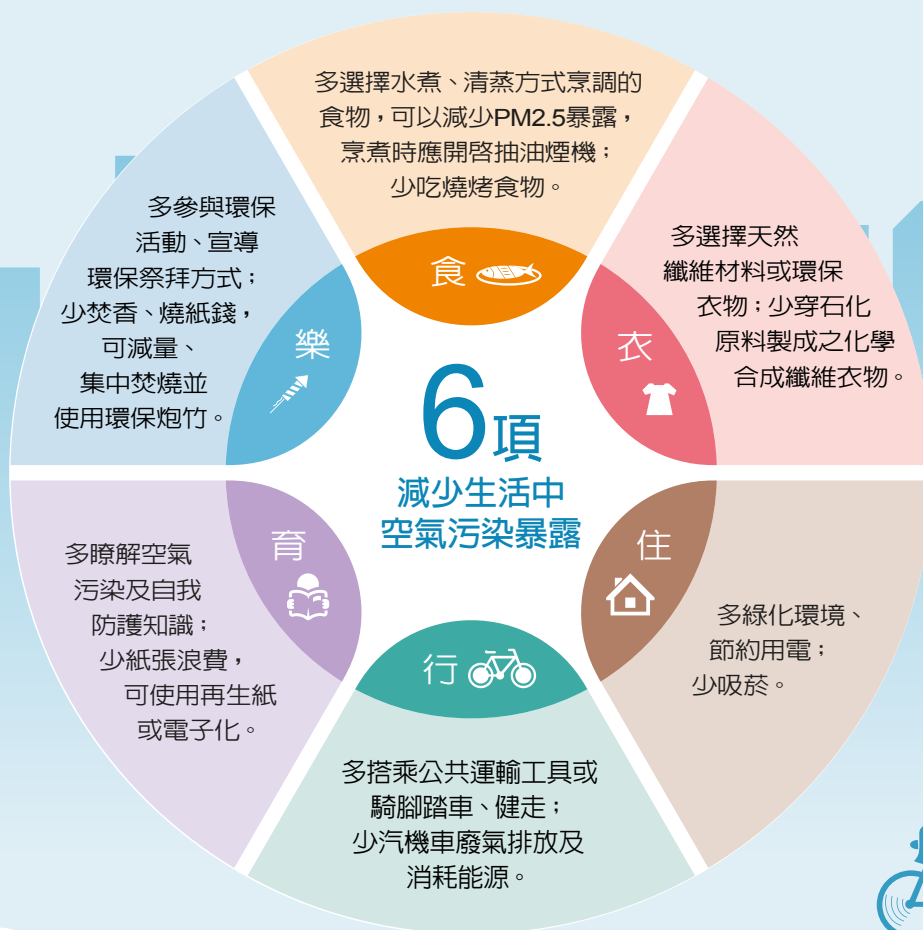 6項
減少生活中
空氣污染暴露
食
多選擇水煮、清蒸方式烹調的
食物，可以減少PM2.5暴露，
烹煮時應開啓抽油煙機；
少吃燒烤食物。
衣
多選擇天然
纖維材料或環保
衣物；少穿石化
原料製成之化學
合成纖維衣物。
住
多綠化環境、
節約用電；
少吸菸。
行
多搭乘公共運輸工具或
騎腳踏車、健走；
少汽機車廢氣排放及
消耗能源。
育
多瞭解空氣
污染及自我
防護知識；
少紙張浪費，
可使用再生紙
或電子化。
樂
多參與環保
活動、宣導
環保祭拜方式；
少焚香、燒紙錢，
可減量、
集中焚燒並
使用環保炮竹。